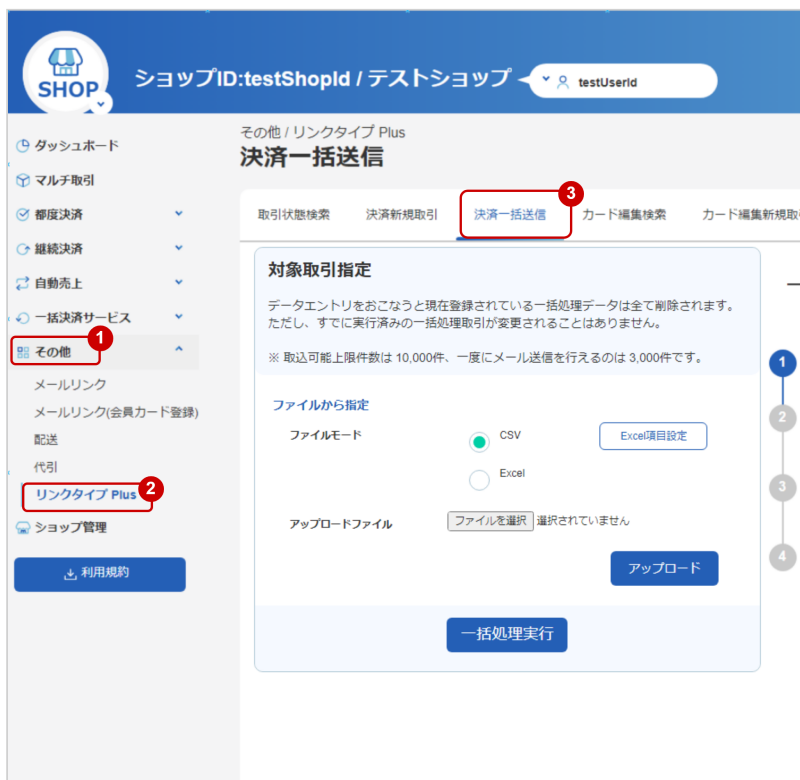 SHOP
ショップID:testShopId / テストショップ
testUserId
ダッシュボード
マルチ取引
都度決済
継続決済
自動売上
一括決済サービス
1
その他
メールリンク
メールリンク(会員カード登録)
配送
代引
リンクタイプ Plus
2
ショップ管理
利用規約
その他 / リンクタイプ Plus
決済一括送信
3
取引状態検索
決済新規取引
決済一括送信
カード編集検索
カード編集新規取
対象取引指定
データエントリをおこなうと現在登録されている一括処理データは全て削除されます。
ただし、すでに実行済みの一括処理取引が変更されることはありません。
※ 取込可能上限件数は 10,000件、一度にメール送信を行えるのは 3,000件です。
ファイルから指定
ファイルモード
CSV
Excel項目設定
Excel
アップロードファイル
ファイルを選択 選択されていません
アップロード
一括処理実行
1
2
3
4